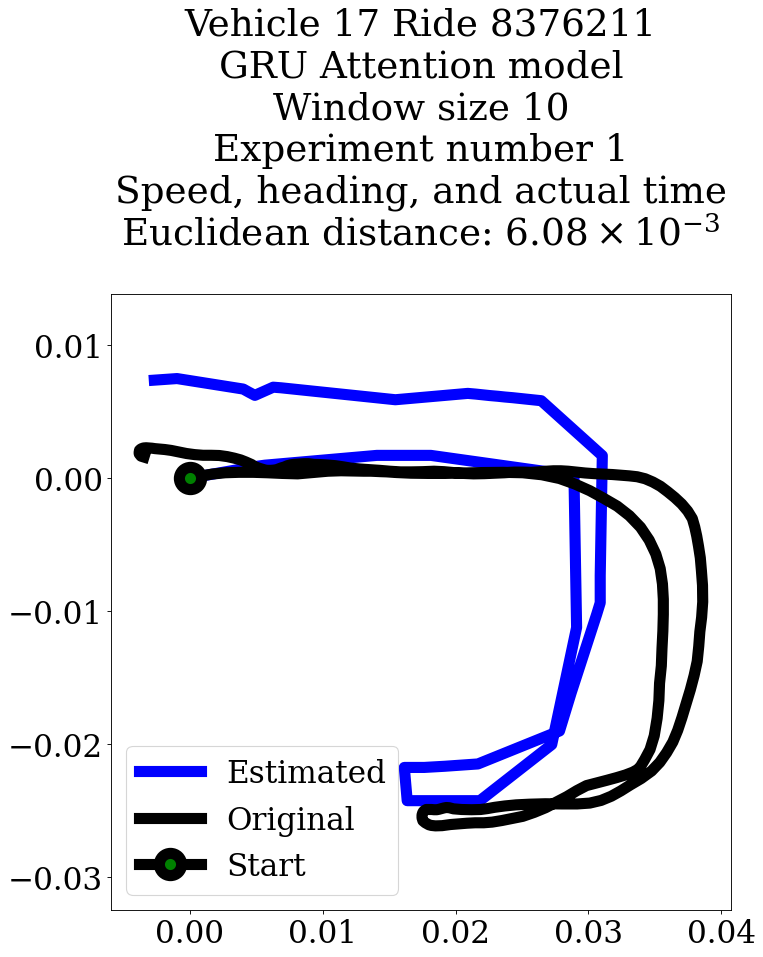 Vehicle 17 Ride 8376211
GRU Attention model
Window size 10
Experiment number 1
Speed, heading, and actual time
Euclidean distance: 6.08 × 10⁻³
0.01
0.00
−0.01
−0.02
−0.03
Estimated
Original
Start
0.00 0.01 0.02 0.03 0.04